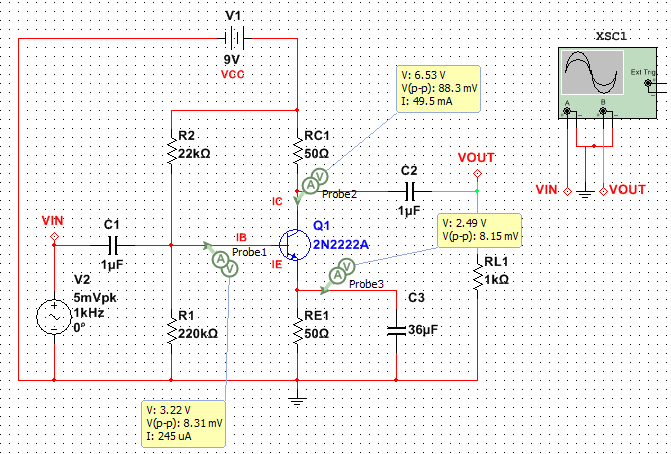 V1
9V
VCC
XSC1
Ext Trig
A
B
V: 6.53 V
V(p-p): 88.3 mV
I: 49.5 mA
R2
22kΩ
RC1
50Ω
A
V
Probe2
IC
C2
1µF
VOUT
VIN
VOUT
VIN
C1
1µF
IB
Probe1
A
V
Q1
2N2222A
IE
V: 2.49 V
V(p-p): 8.15 mV
A
V
Probe3
RL1
1kΩ
V2
5mVpk
1kHz
0°
R1
220kΩ
RE1
50Ω
C3
36µF
V: 3.22 V
V(p-p): 8.31 mV
I: 245 uA